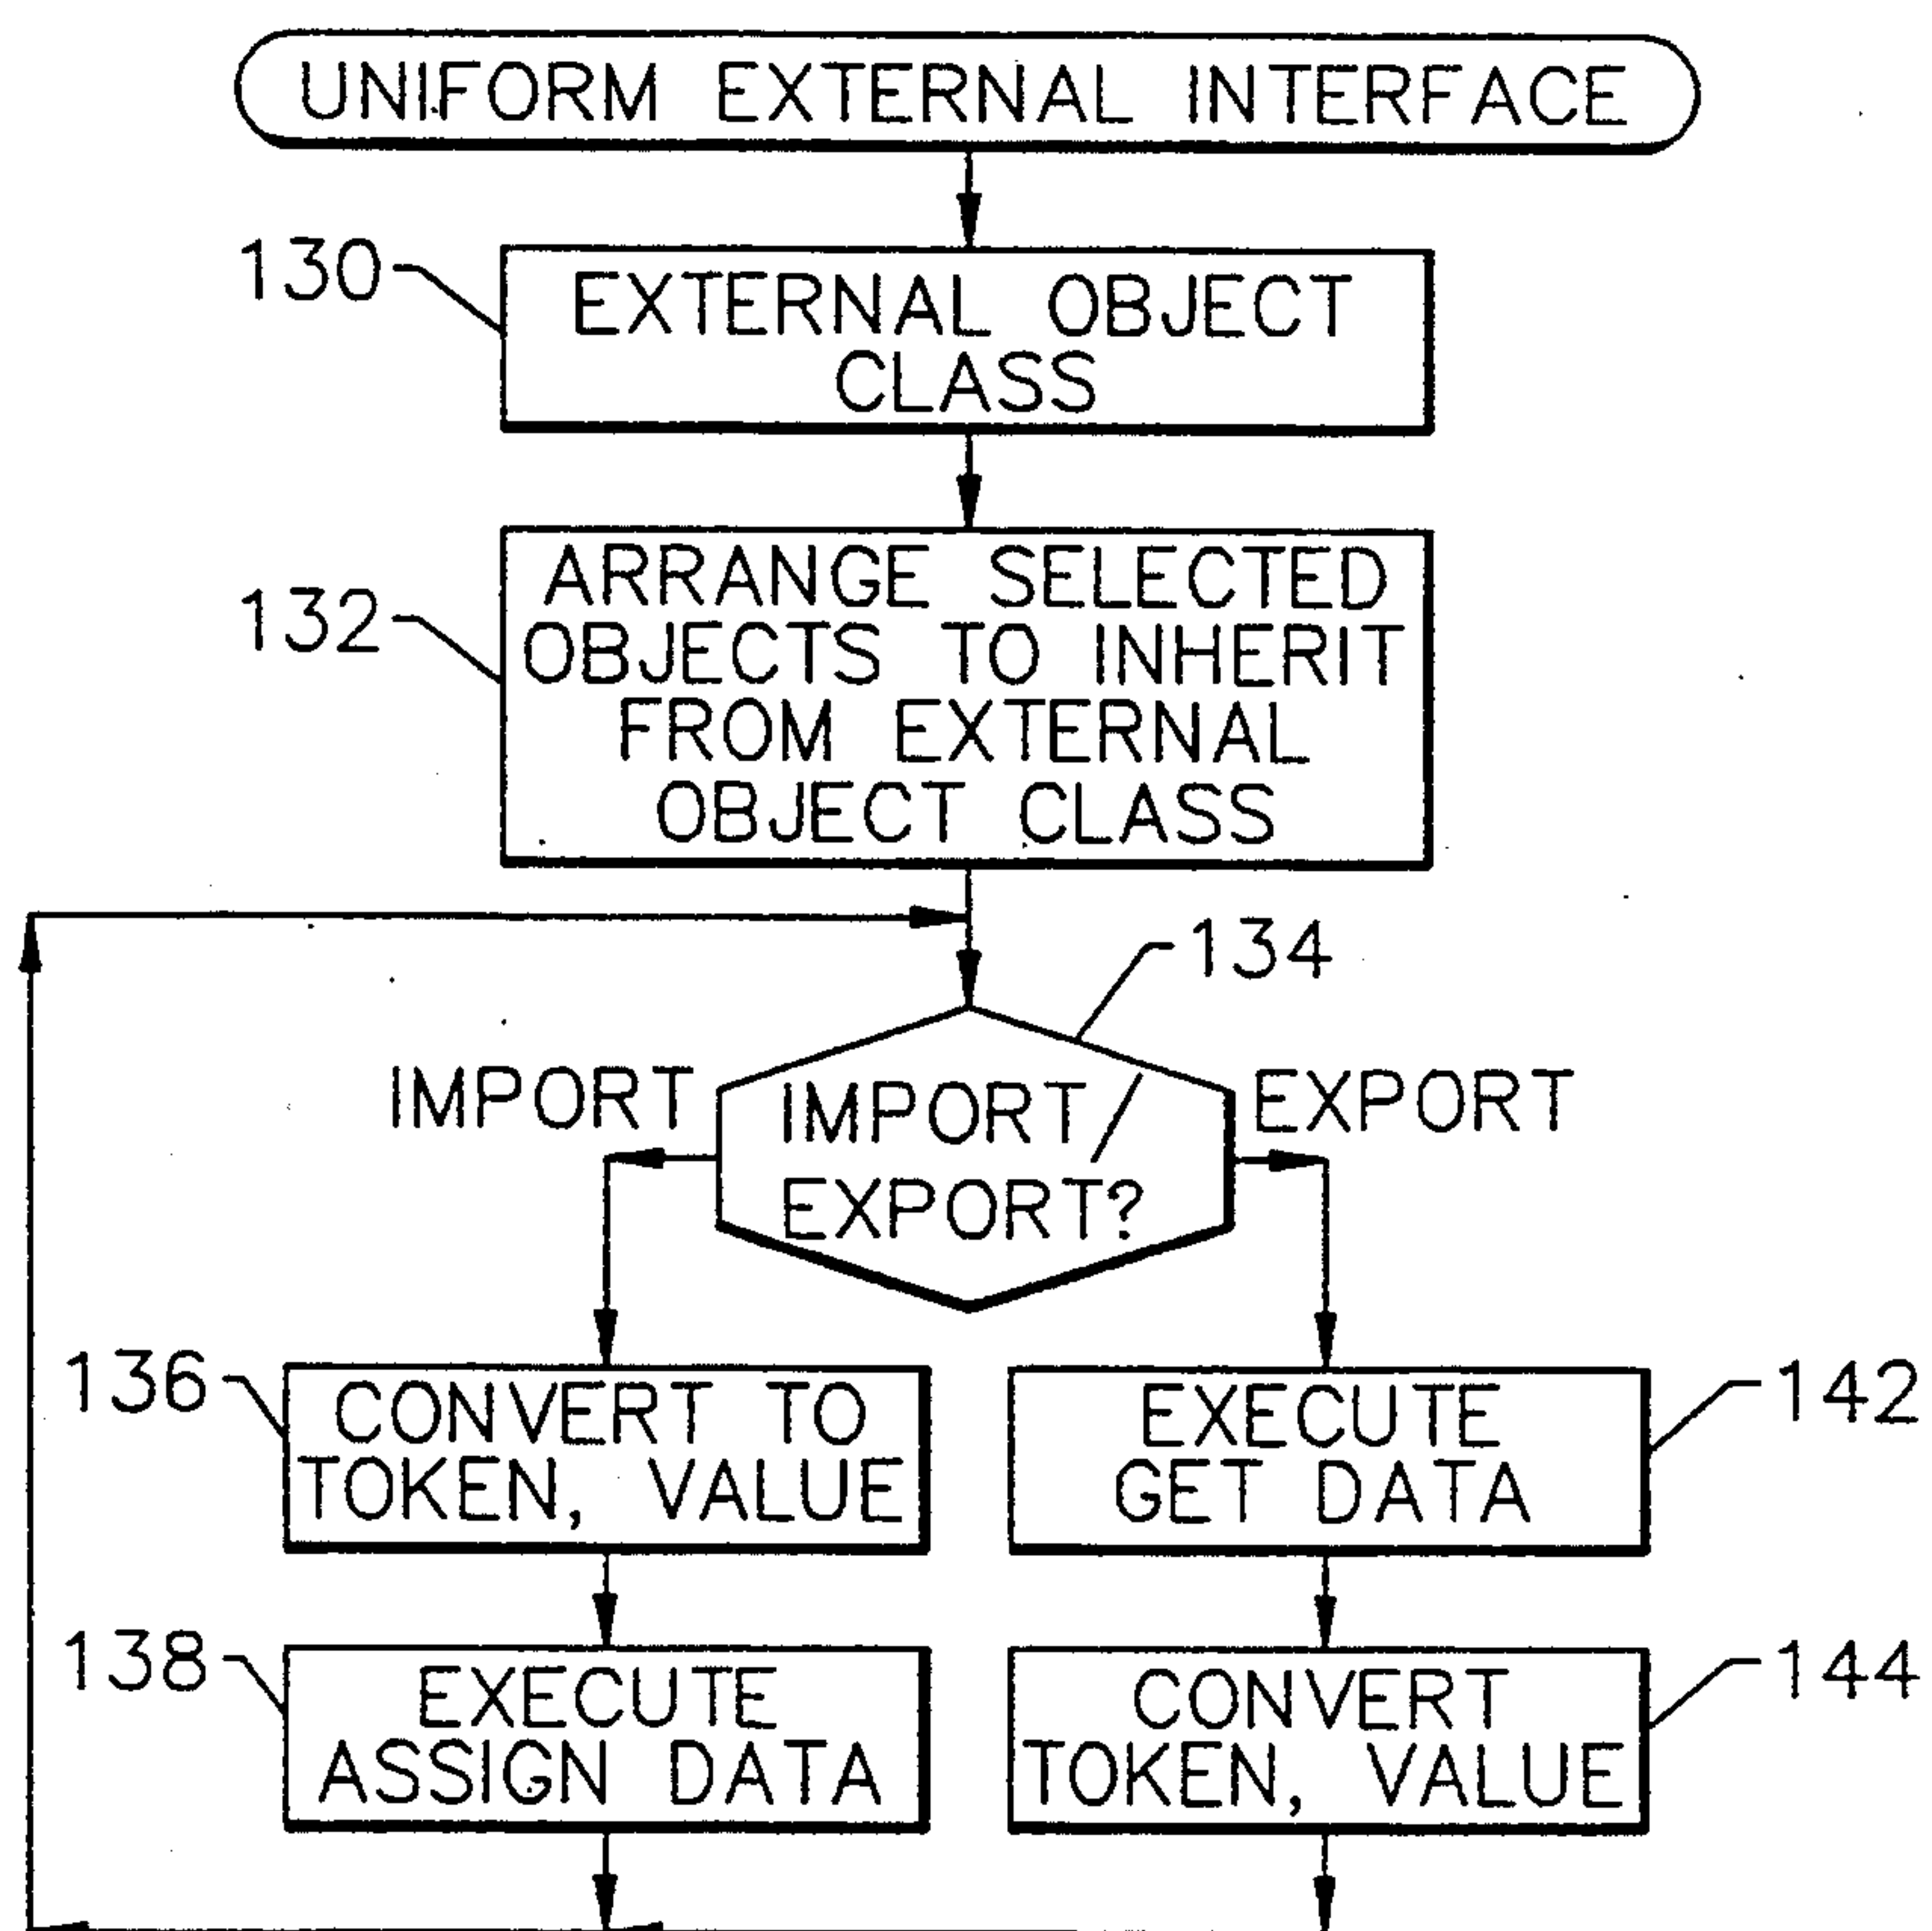 UNIFORM EXTERNAL INTERFACE
130
EXTERNAL OBJECT
CLASS
132
ARRANGE SELECTED
OBJECTS TO INHERIT
FROM EXTERNAL
OBJECT CLASS
134
IMPORT
IMPORT/
EXPORT?
EXPORT
136
CONVERT TO
TOKEN, VALUE
EXECUTE
GET DATA
142
138
EXECUTE
ASSIGN DATA
CONVERT
TOKEN, VALUE
144